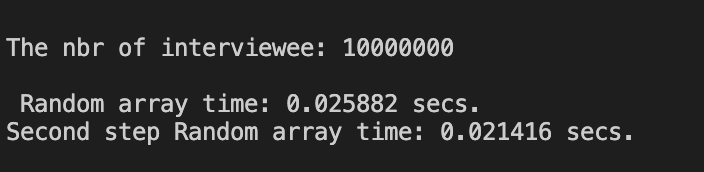 The nbr of interviewee: 10000000
Random array time: 0.025882 secs.
Second step Random array time: 0.021416 secs.